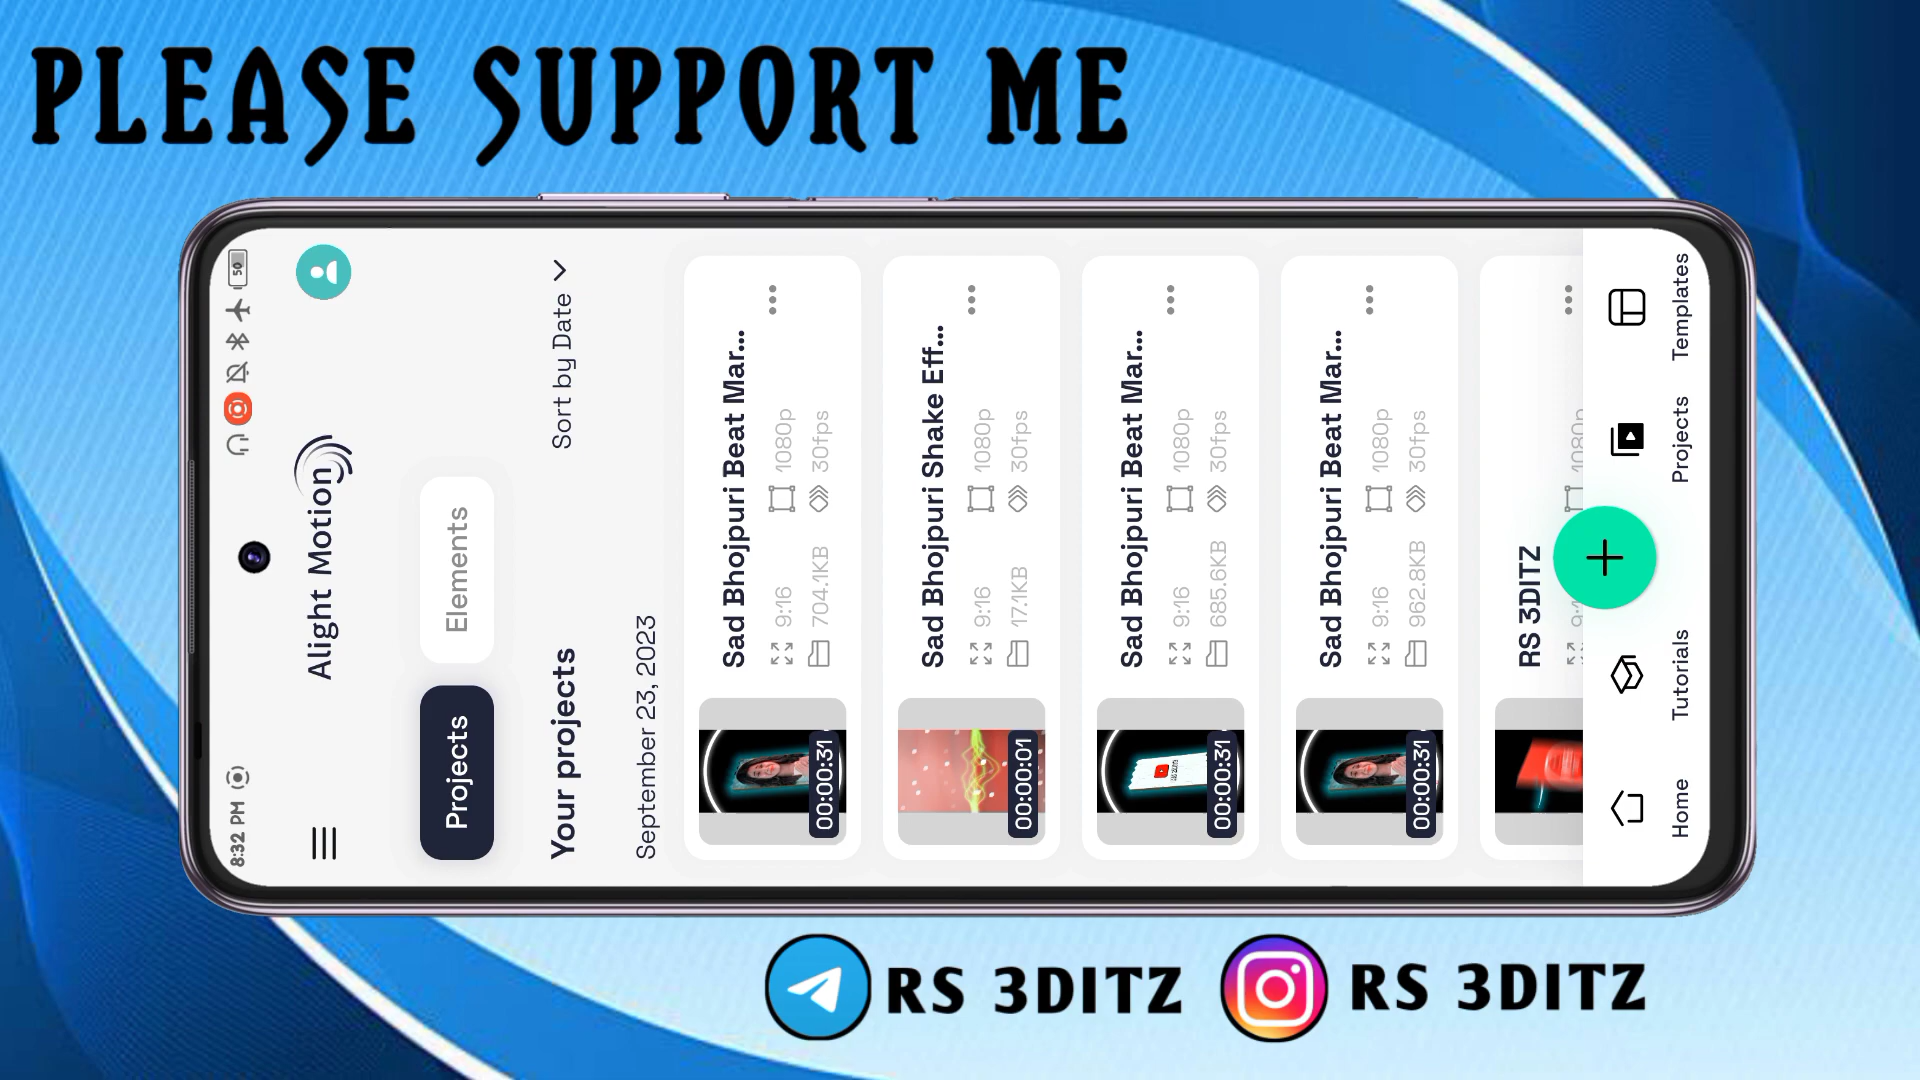 PLEASE SUPPORT ME
8:32 PM
50
Alight Motion
Projects
Elements
Your projects
Sort by Date
September 23, 2023
Sad Bhojpuri Beat Mar...
9:16
1080p
704.1KB
30fps
00:00:31
Sad Bhojpuri Shake Eff...
9:16
1080p
17.1KB
30fps
00:00:01
Sad Bhojpuri Beat Mar...
9:16
1080p
685.6KB
30fps
00:00:31
Sad Bhojpuri Beat Mar...
9:16
1080p
962.8KB
30fps
00:00:31
RS 3DITZ
1080p
Home
Tutorials
Projects
Templates
RS 3DITZ
RS 3DITZ